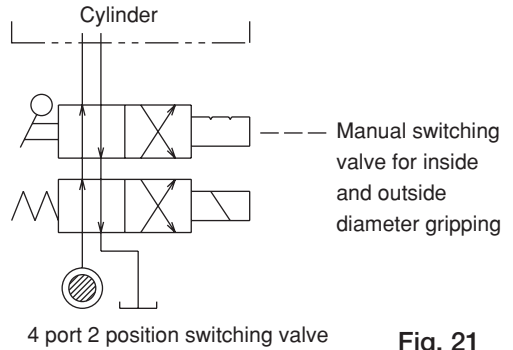 Cylinder
Manual switching
valve for inside
and outside
diameter gripping
4 port 2 position switching valve
Fig. 21